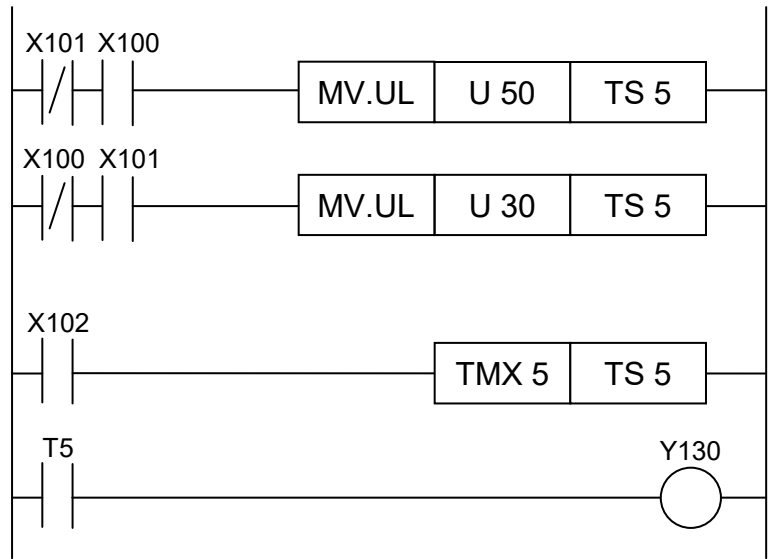 X101 X100
MV.UL U 50 TS 5
X100 X101
MV.UL U 30 TS 5
X102
TMX 5 TS 5
T5 Y130